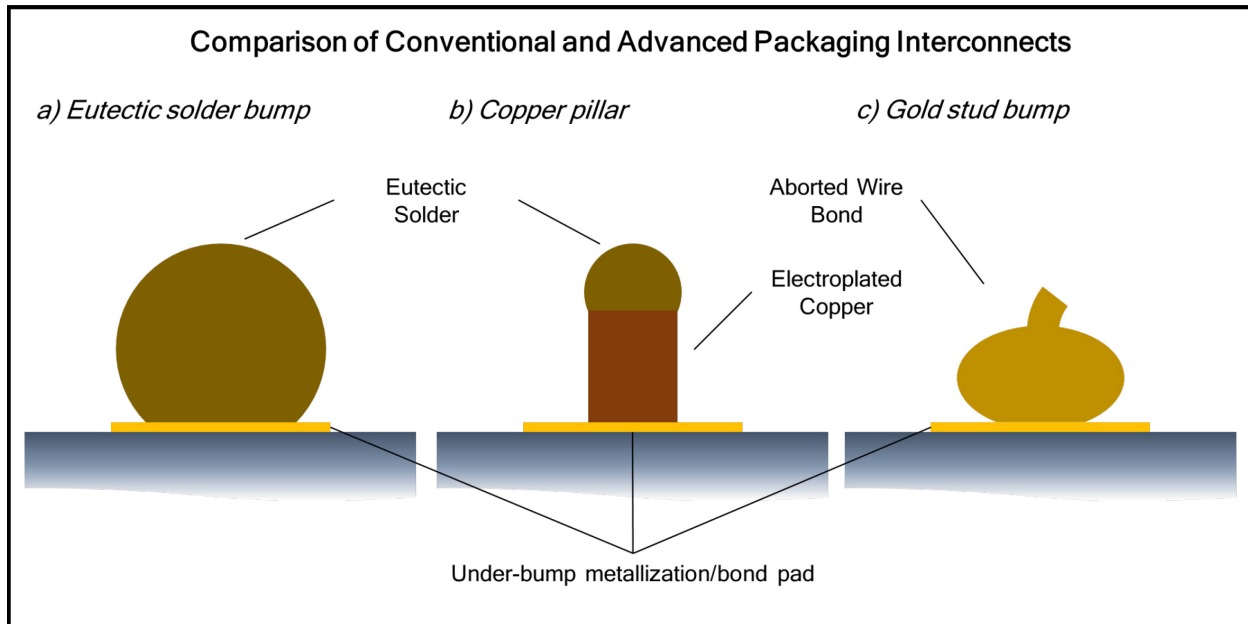 Comparison of Conventional and Advanced Packaging Interconnects
a) Eutectic solder bump
b) Copper pillar
c) Gold stud bump
Eutectic
Solder
Aborted Wire
Bond
Electroplated
Copper
Under-bump metallization/bond pad